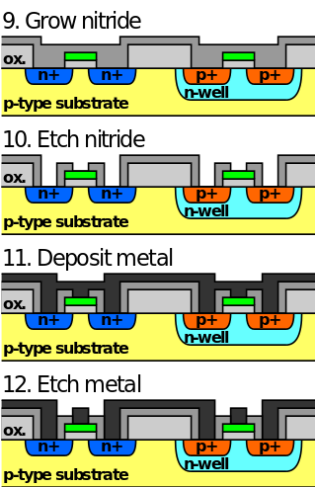 9. Grow nitride
ox.
n+ n+ p+ p+
n-well
p-type substrate
10. Etch nitride
ox.
n+ n+ p+ p+
n-well
p-type substrate
11. Deposit metal
ox.
n+ n+ p+ p+
n-well
p-type substrate
12. Etch metal
ox.
n+ n+ p+ p+
n-well
p-type substrate